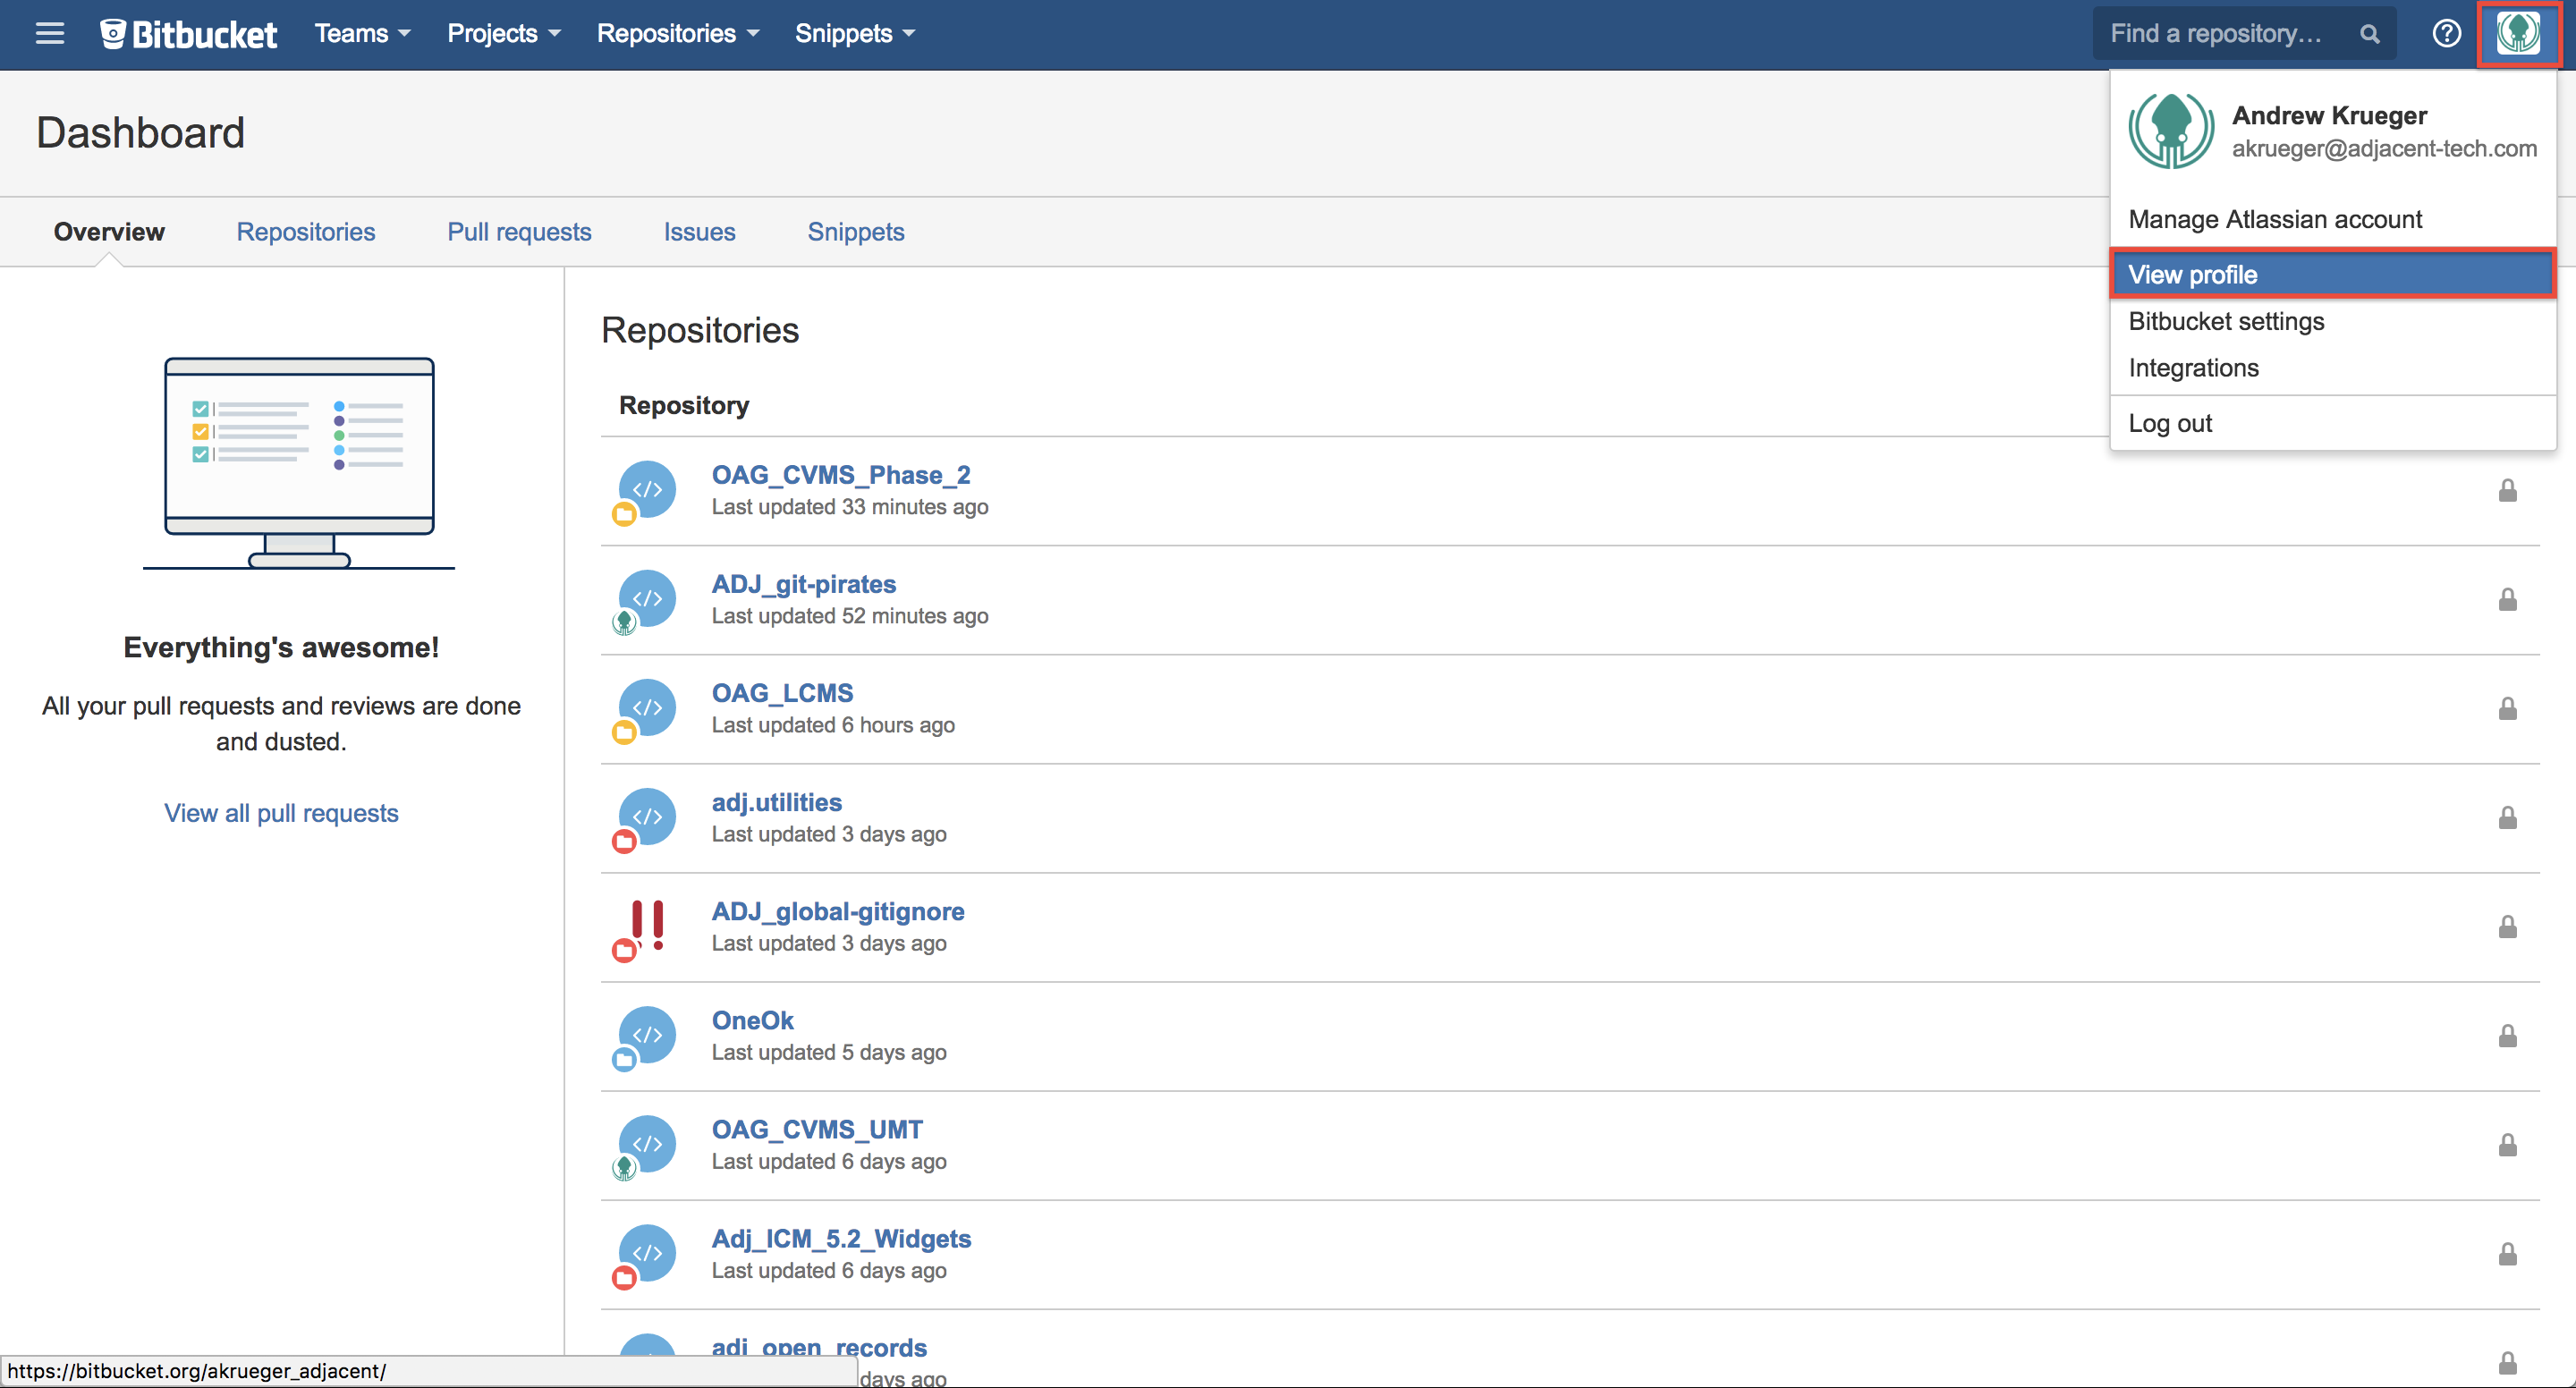 Bitbucket Teams Projects Repositories Snippets Find a repository...
Dashboard
Andrew Krueger
akrueger@adjacent-tech.com
Manage Atlassian account
View profile
Bitbucket settings
Integrations
Log out
Overview Repositories Pull requests Issues Snippets
Everything's awesome!
All your pull requests and reviews are done
and dusted.
View all pull requests
Repositories
Repository
OAG_CVMS_Phase_2
Last updated 33 minutes ago
ADJ_git-pirates
Last updated 52 minutes ago
OAG_LCMS
Last updated 6 hours ago
adj.utilities
Last updated 3 days ago
ADJ_global-gitignore
Last updated 3 days ago
OneOk
Last updated 5 days ago
OAG_CVMS_UMT
Last updated 6 days ago
Adj_ICM_5.2_Widgets
Last updated 6 days ago
adj_open_records
days ago
https://bitbucket.org/akrueger_adjacent/